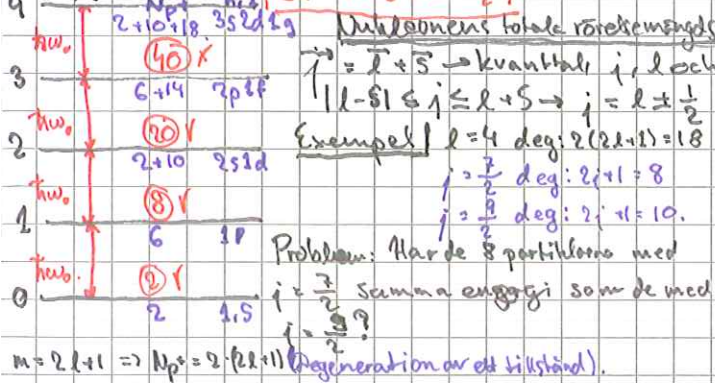 Np+
4 2+10+18 3s2d1g
ħω₀ (40) x
3 6+14 2p1f
ħω₀ (20) ✓
2 2+10 2s1d
ħω₀ (8) ✓
1 6 1p
ħω₀ (2) ✓
0 2 1,s
m = 2l+1 => Np+ = 2·(2l+1) (Degeneration av ett tillstånd).
Nukleonens totala rörelsemängds
j = l + s → kvanttal, j, l och
|l-s| ≤ j ≤ l+s → j = l ± 1/2
Exempel| l = 4 deg: 2(2l+1) = 18
j = 7/2 deg: 2j+1 = 8
j = 9/2 deg: 2j+1 = 10.
Problem: Har de 8 partiklarna med
j = 7/2 samma energi som de med
j = 9/2?